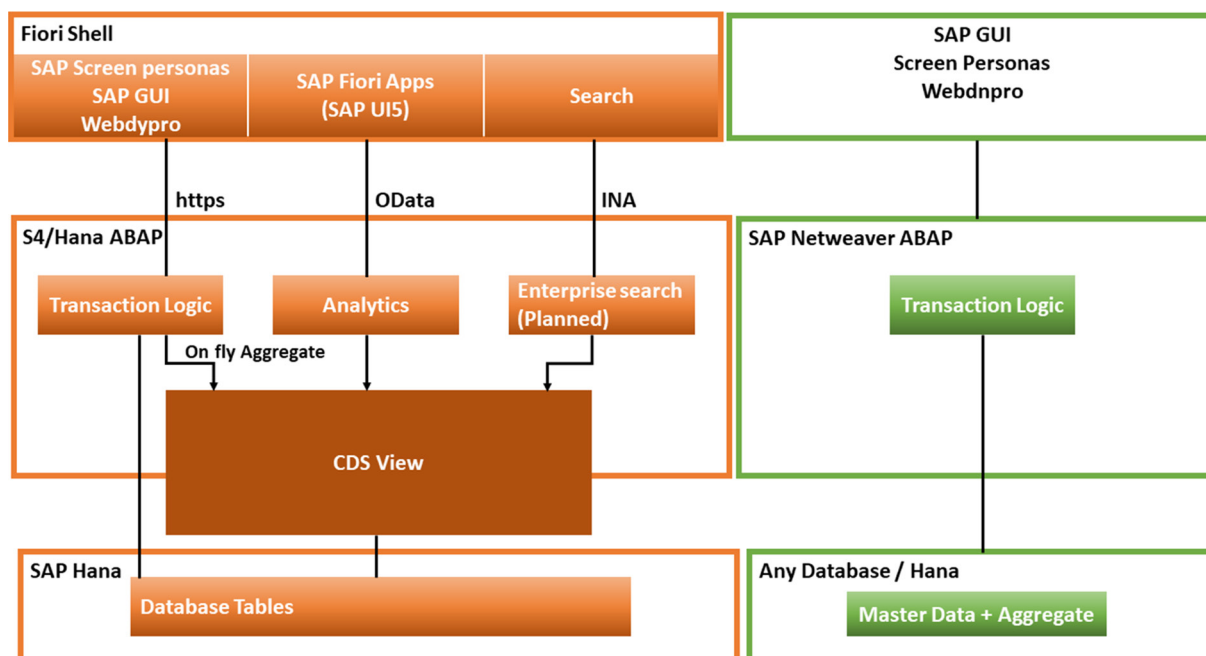 Fiori Shell
SAP Screen personas
SAP GUI
Webdypro
SAP Fiori Apps
(SAP UI5)
Search
SAP GUI
Screen Personas
Webdnpro
https
OData
INA
S4/Hana ABAP
Transaction Logic
Analytics
Enterprise search
(Planned)
On fly Aggregate
CDS View
SAP Netweaver ABAP
Transaction Logic
SAP Hana
Database Tables
Any Database / Hana
Master Data + Aggregate